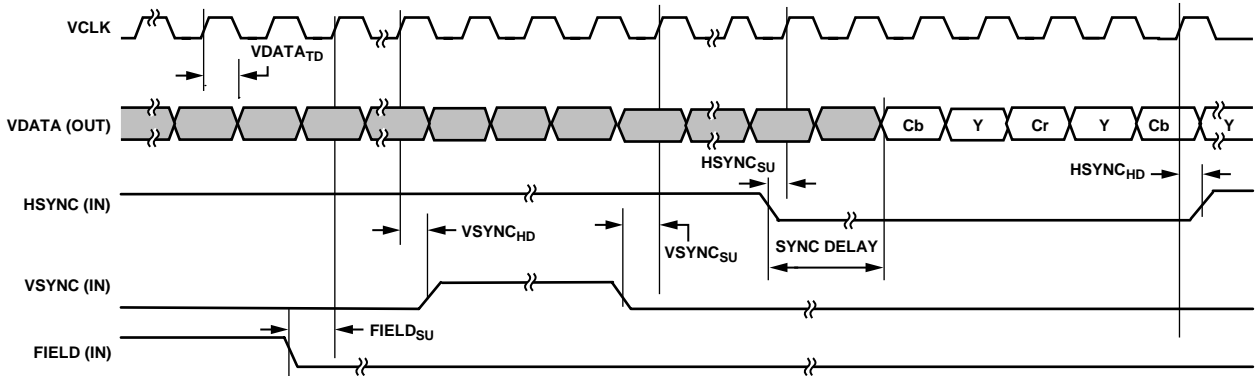 VCLK
VDATA_TD
VDATA (OUT)
Cb Y Cr Y Cb Y
HSYNC_SU
HSYNC_HD
HSYNC (IN)
VSYNC_HD
VSYNC_SU
SYNC DELAY
VSYNC (IN)
FIELD_SU
FIELD (IN)